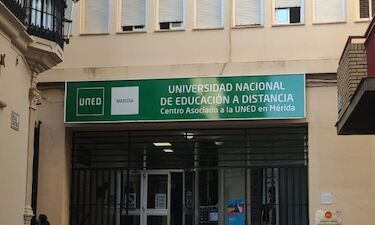 UNED
MÉRIDA
UNIVERSIDAD NACIONAL
DE EDUCACIÓN A DISTANCIA
Centro Asociado a la UNED en Mérida